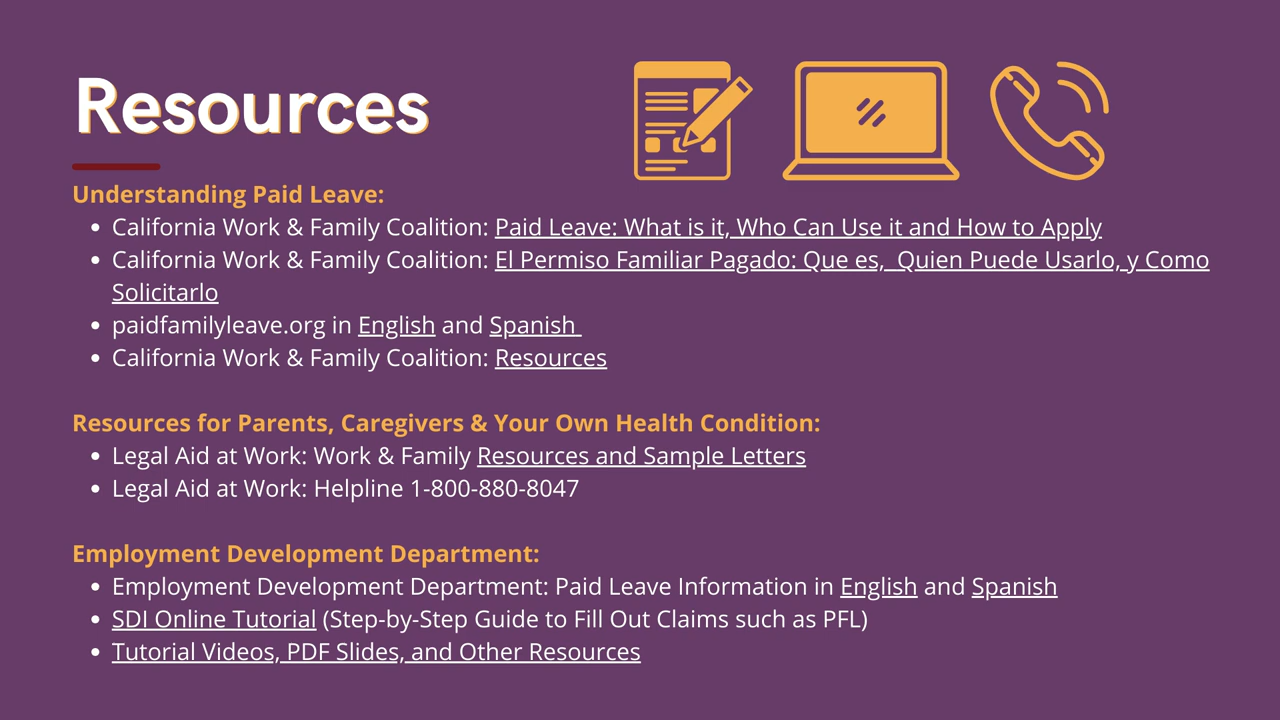 Resources
Understanding Paid Leave:
• California Work & Family Coalition: Paid Leave: What is it, Who Can Use it and How to Apply
• California Work & Family Coalition: El Permiso Familiar Pagado: Que es,  Quien Puede Usarlo, y Como
Solicitarlo
• paidfamilyleave.org in English and Spanish
• California Work & Family Coalition: Resources
Resources for Parents, Caregivers & Your Own Health Condition:
• Legal Aid at Work: Work & Family Resources and Sample Letters
• Legal Aid at Work: Helpline 1-800-880-8047
Employment Development Department:
• Employment Development Department: Paid Leave Information in English and Spanish
• SDI Online Tutorial (Step-by-Step Guide to Fill Out Claims such as PFL)
• Tutorial Videos, PDF Slides, and Other Resources